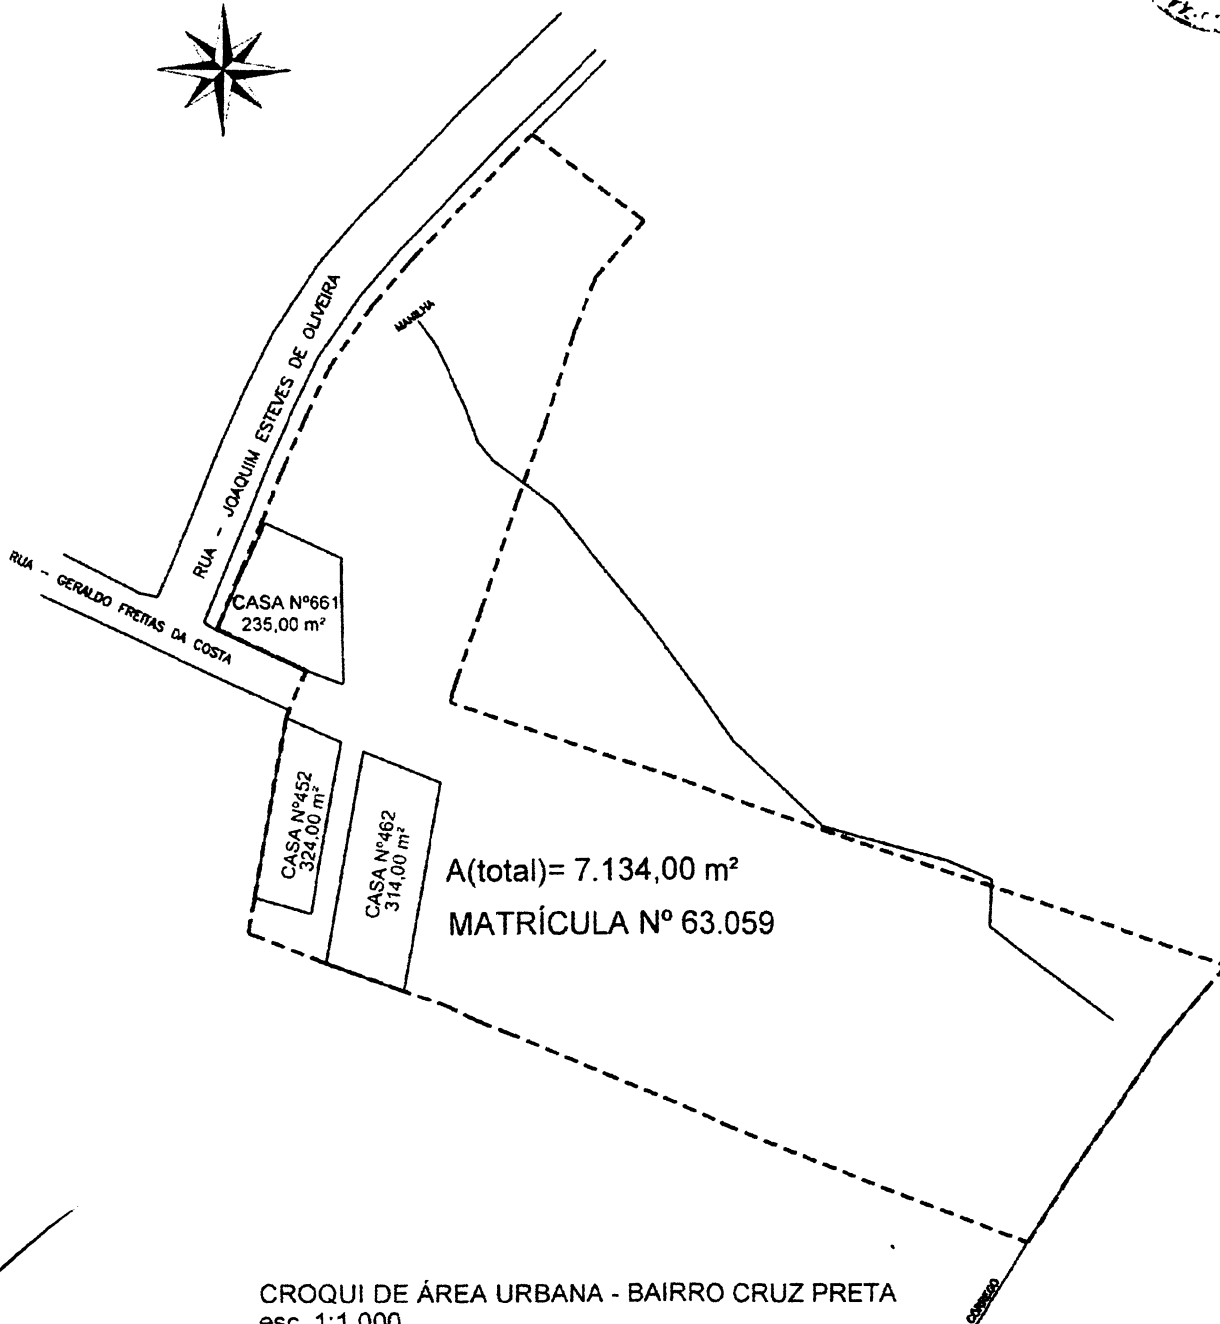 MANILHA
RUA - JOAQUIM ESTEVES DE OLIVEIRA
RUA - GERALDO FREITAS DA COSTA
CASA Nº661
235,00 m²
CASA Nº452
324,00 m²
CASA Nº462
314,00 m²
A(total)= 7.134,00 m²
MATRÍCULA Nº 63.059
CORREGO
CROQUI DE ÁREA URBANA - BAIRRO CRUZ PRETA
esc. 1:1.000